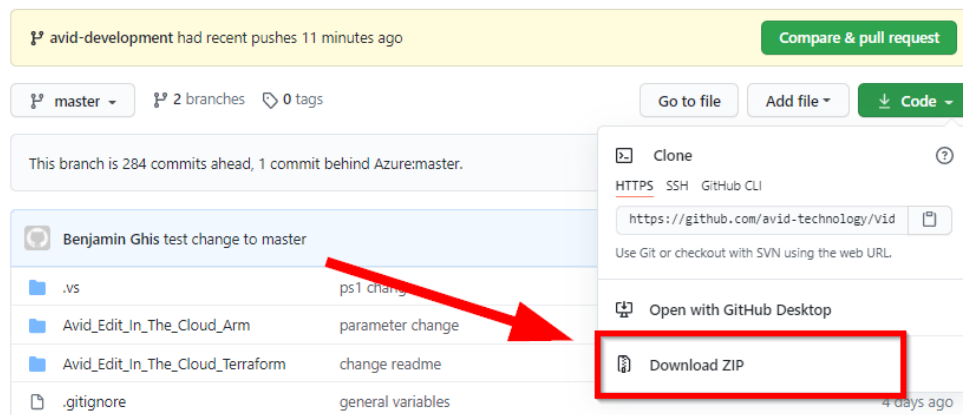 avid-development had recent pushes 11 minutes ago
Compare & pull request
master
2 branches
0 tags
Go to file
Add file
Code
This branch is 284 commits ahead, 1 commit behind Azure:master.
Clone
HTTPS SSH GitHub CLI
https://github.com/avid-technology/Vid
Use Git or checkout with SVN using the web URL.
Open with GitHub Desktop
Download ZIP
Benjamin Ghis test change to master
.vs
ps1
Avid_Edit_In_The_Cloud_Arm
parameter change
Avid_Edit_In_The_Cloud_Terraform
change readme
.gitignore
general variables
4 days ago